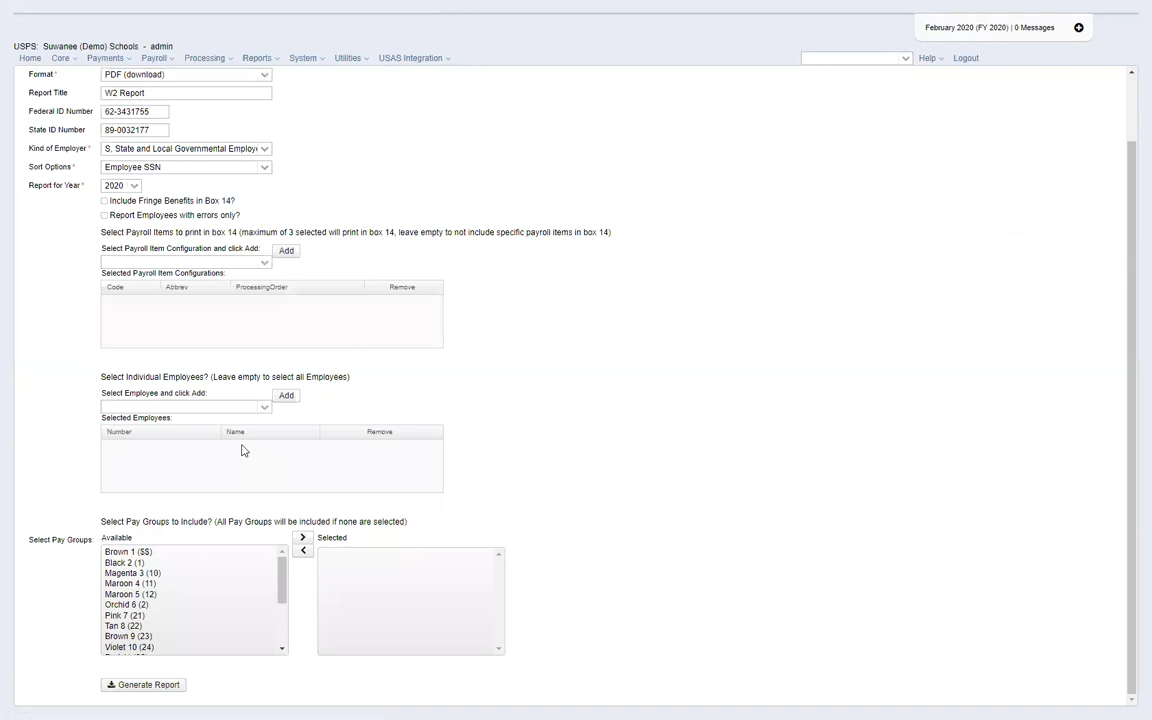 February 2020 (FY 2020) | 0 Messages
USPS: Suwanee (Demo) Schools - admin
Home Core Payments Payroll Processing Reports System Utilities USAS Integration Help Logout
Format * PDF (download)
Report Title W2 Report
Federal ID Number 62-3431755
State ID Number 89-0032177
Kind of Employer * S, State and Local Governmental Employe
Sort Options * Employee SSN
Report for Year * 2020
Include Fringe Benefits in Box 14?
Report Employees with errors only?
Select Payroll Items to print in box 14 (maximum of 3 selected will print in box 14, leave empty to not include specific payroll items in box 14)
Select Payroll Item Configuration and click Add: Add
Selected Payroll Item Configurations:
Code Abbrev ProcessingOrder Remove
Select Individual Employees? (Leave empty to select all Employees)
Select Employee and click Add: Add
Selected Employees:
Number Name Remove
Select Pay Groups to Include? (All Pay Groups will be included if none are selected)
Select Pay Groups: Available Selected
Brown 1 ($$)
Black 2 (1)
Magenta 3 (10)
Maroon 4 (11)
Maroon 5 (12)
Orchid 6 (2)
Pink 7 (21)
Tan 8 (22)
Brown 9 (23)
Violet 10 (24)
Generate Report